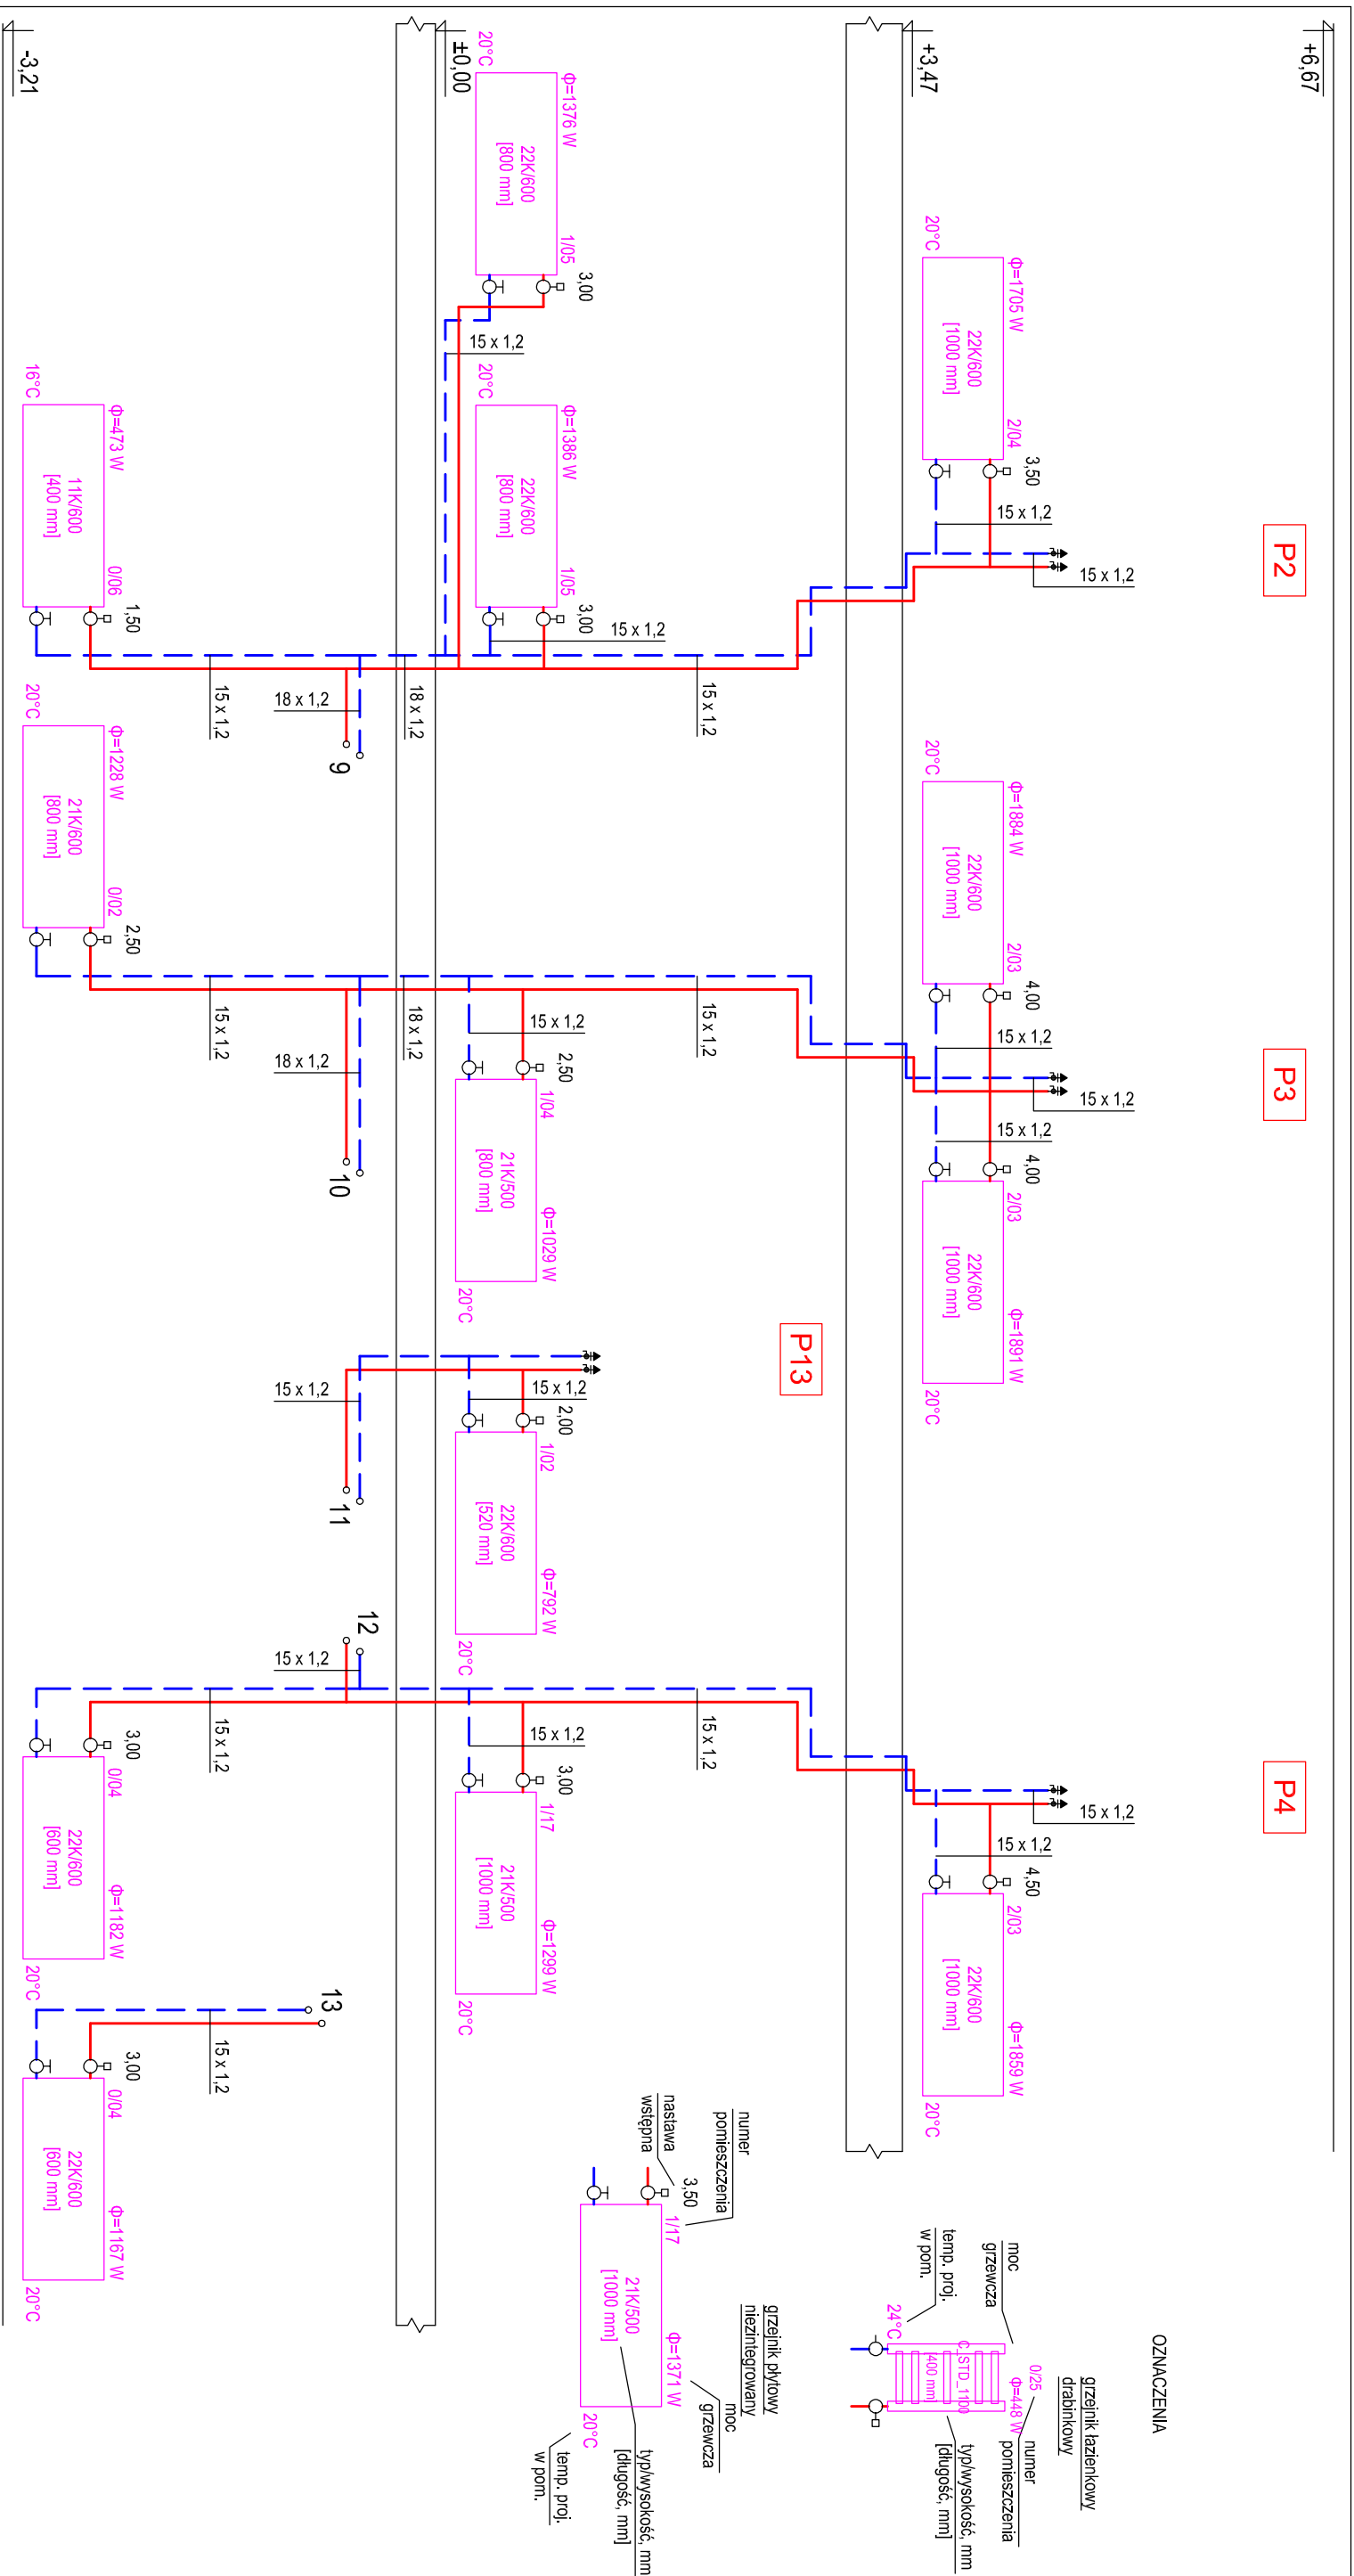 +6,67
+3,47
±0,00
-3,21
P2
P3
P4
P13
OZNACZENIA
20°C
Φ=1705 W
22K/600
[1000 mm]
2/04
3,50
15 x 1,2
15 x 1,2
20°C
Φ=1884 W
22K/600
[1000 mm]
2/03
4,00
15 x 1,2
15 x 1,2
15 x 1,2
4,00
2/03
22K/600
[1000 mm]
Φ=1891 W
20°C
15 x 1,2
15 x 1,2
4,50
2/03
22K/600
[1000 mm]
Φ=1859 W
20°C
20°C
Φ=1376 W
22K/600
[800 mm]
1/05
3,00
15 x 1,2
20°C
Φ=1386 W
22K/600
[800 mm]
1/05
3,00
15 x 1,2
15 x 1,2
15 x 1,2
15 x 1,2
2,50
1/04
21K/500
[800 mm]
Φ=1029 W
20°C
15 x 1,2
2,00
1/02
22K/600
[520 mm]
Φ=792 W
20°C
15 x 1,2
15 x 1,2
3,00
1/17
21K/500
[1000 mm]
Φ=1299 W
20°C
18 x 1,2
18 x 1,2
18 x 1,2
9
18 x 1,2
10
15 x 1,2
11
15 x 1,2
12
13
16°C
Φ=473 W
11K/600
[400 mm]
0/06
1,50
15 x 1,2
20°C
Φ=1228 W
21K/600
[800 mm]
0/02
2,50
15 x 1,2
15 x 1,2
3,00
0/04
22K/600
[600 mm]
Φ=1182 W
20°C
15 x 1,2
3,00
0/04
22K/600
[600 mm]
Φ=1167 W
20°C
grzejnik łazienkowy
drabinkowy
moc
grzewcza
0/25
Φ=448 W
numer
pomieszczenia
C_STD_1100
[400 mm]
24°C
temp. proj.
w pom.
typ/wysokość, mm
[długość, mm]
grzejnik płytowy
niezintegrowany
numer
pomieszczenia
nastawa
wstępna
3,50
1/17
21K/500
[1000 mm]
Φ=1371 W
20°C
moc
grzewcza
typ/wysokość, mm
[długość, mm]
temp. proj.
w pom.